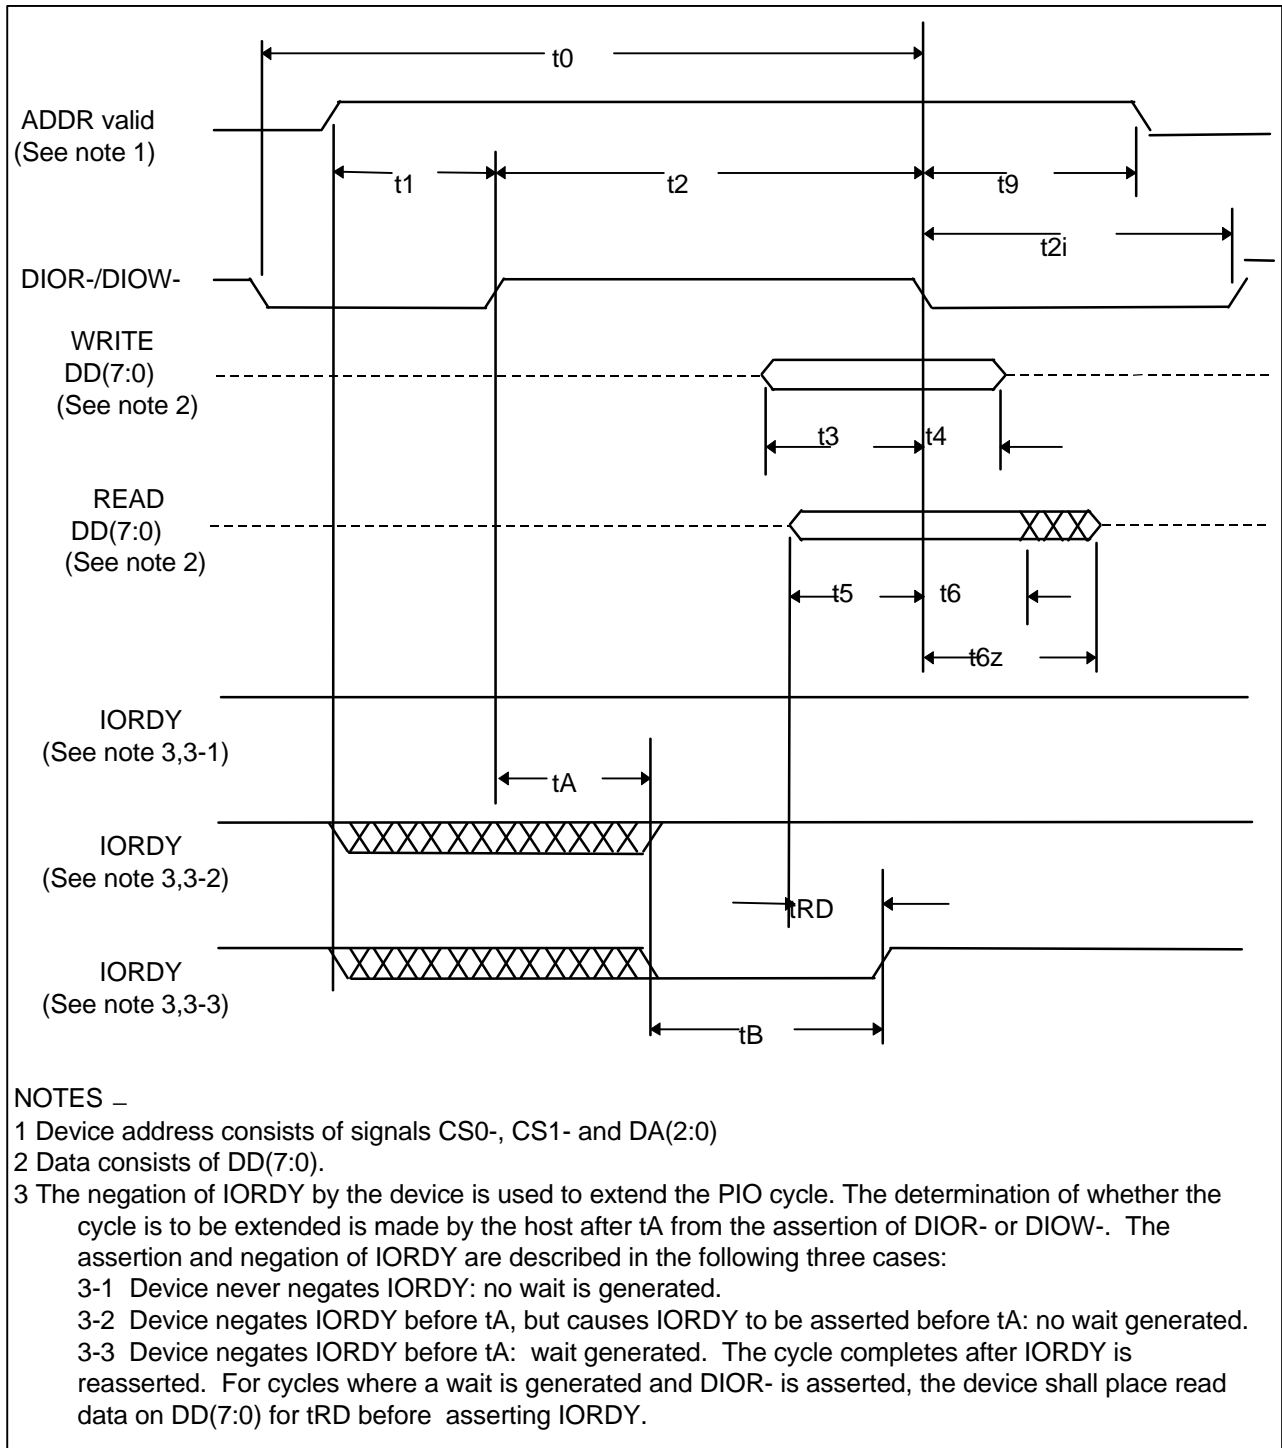 t0
ADDR valid
(See note 1)
t1 t2 t9
t2i
DIOR-/DIOW-
WRITE
DD(7:0)
(See note 2)
t3 t4
READ
DD(7:0)
(See note 2)
t5 t6
t6z
IORDY
(See note 3,3-1)
tA
IORDY
(See note 3,3-2)
tRD
IORDY
(See note 3,3-3)
tB
NOTES –
1 Device address consists of signals CS0-, CS1- and DA(2:0)
2 Data consists of DD(7:0).
3 The negation of IORDY by the device is used to extend the PIO cycle. The determination of whether the
cycle is to be extended is made by the host after tA from the assertion of DIOR- or DIOW-.  The
assertion and negation of IORDY are described in the following three cases:
3-1  Device never negates IORDY: no wait is generated.
3-2  Device negates IORDY before tA, but causes IORDY to be asserted before tA: no wait generated.
3-3  Device negates IORDY before tA:  wait generated.  The cycle completes after IORDY is
reasserted.  For cycles where a wait is generated and DIOR- is asserted, the device shall place read
data on DD(7:0) for tRD before  asserting IORDY.